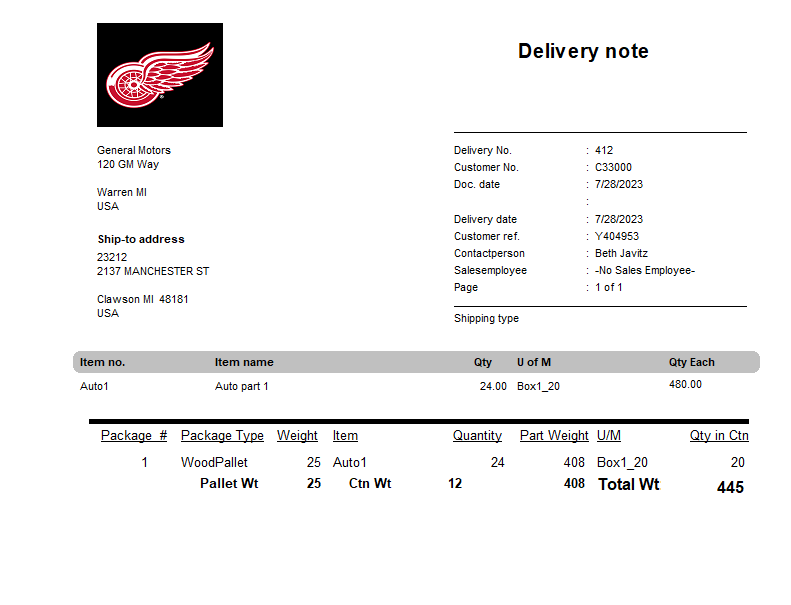 Delivery note
General Motors
120 GM Way
Warren MI
USA
Ship-to address
23212
2137 MANCHESTER ST
Clawson MI  48181
USA
Delivery No. : 412
Customer No. : C33000
Doc. date : 7/28/2023
:
Delivery date : 7/28/2023
Customer ref. : Y404953
Contactperson : Beth Javitz
Salesemployee : -No Sales Employee-
Page : 1 of 1
Shipping type
Item no. Item name Qty U of M Qty Each
Auto1 Auto part 1 24.00 Box1_20 480.00
Package # Package Type Weight Item Quantity Part Weight U/M Qty in Ctn
1 WoodPallet 25 Auto1 24 408 Box1_20 20
Pallet Wt 25 Ctn Wt 12 408 Total Wt 445